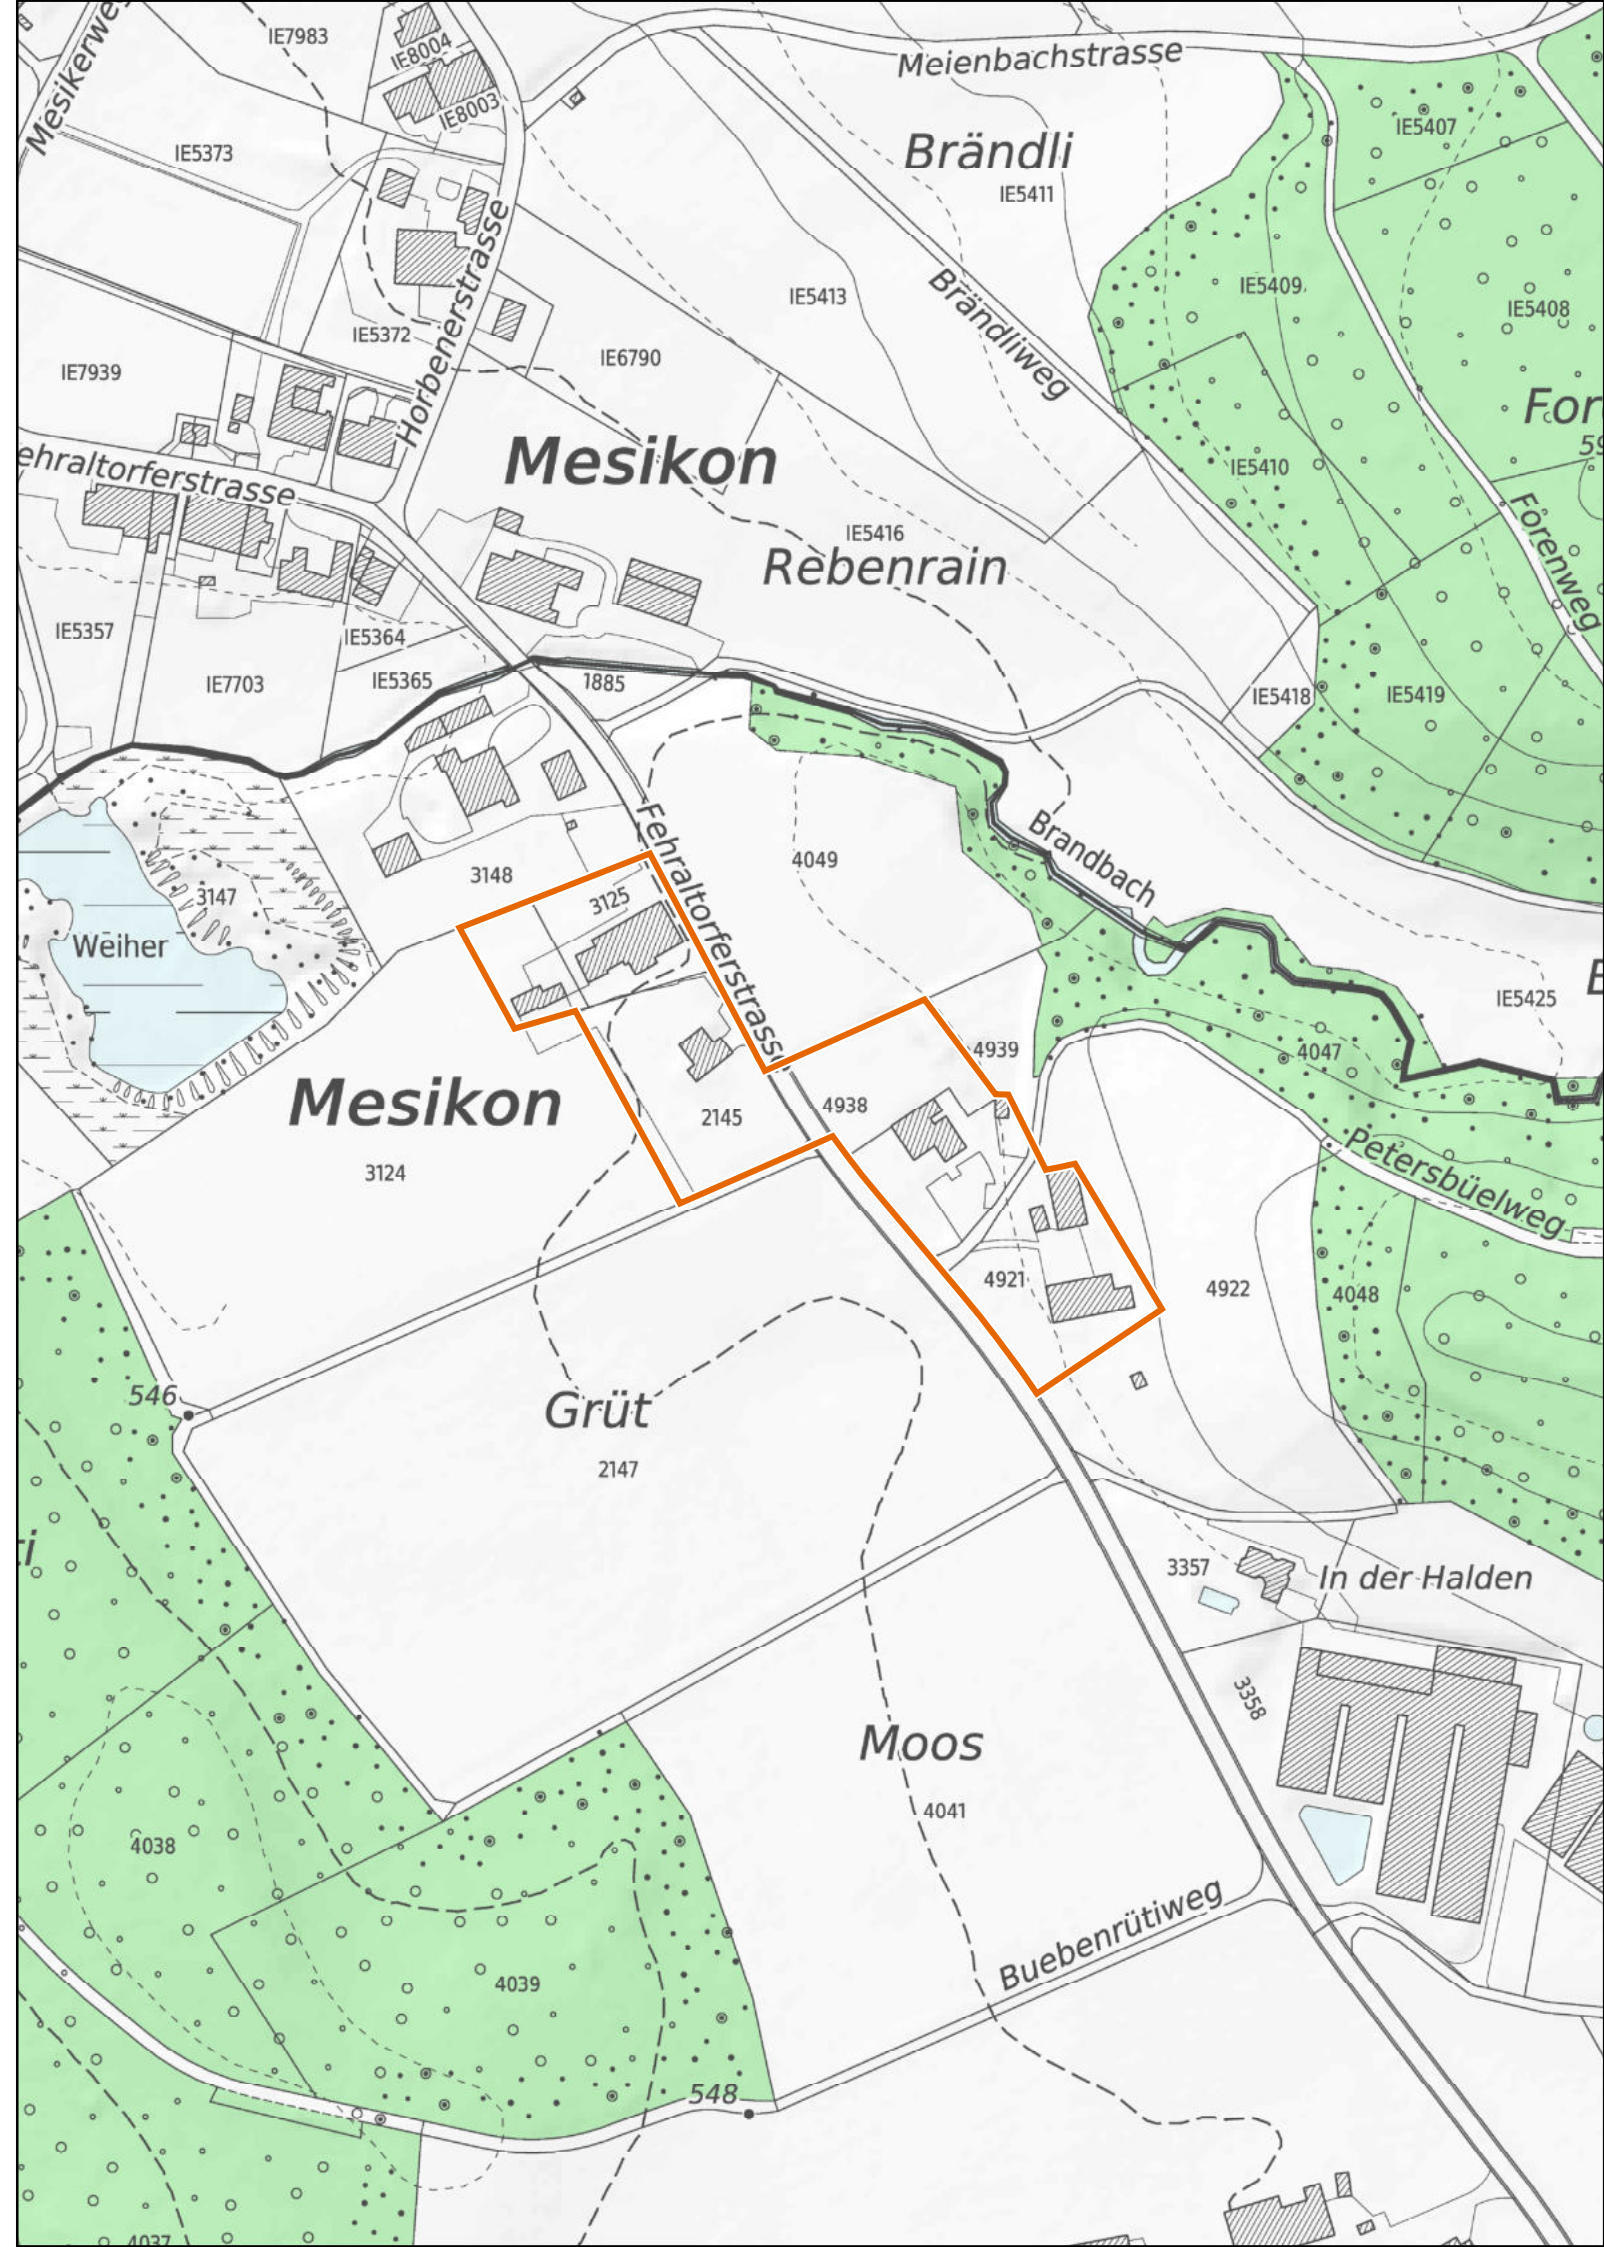 IE7983
IE8004
Meienbachstrasse
Mesikerweg
IE8003
IE5407
IE5373
Brändli
IE5411
Horbenerstrasse
IE5409
IE5413
IE5408
Brändliweg
IE5372
IE6790
IE7939
Mesikon
IE5410
ehraltorferstrasse
Forenweg
IE5416
Rebenrain
IE5357
IE5364
IE5365
IE7703
1885
IE5418
IE5419
Fehraltorferstrasse
Brandbach
4049
3148
3147
3125
Weiher
IE5425
4939
4047
Mesikon
4938
2145
Petersbüelweg
3124
4921
4922
4048
546
Grüt
2147
3357
In der Halden
3358
Moos
4041
4038
Buebenrütiweg
4039
548
4037